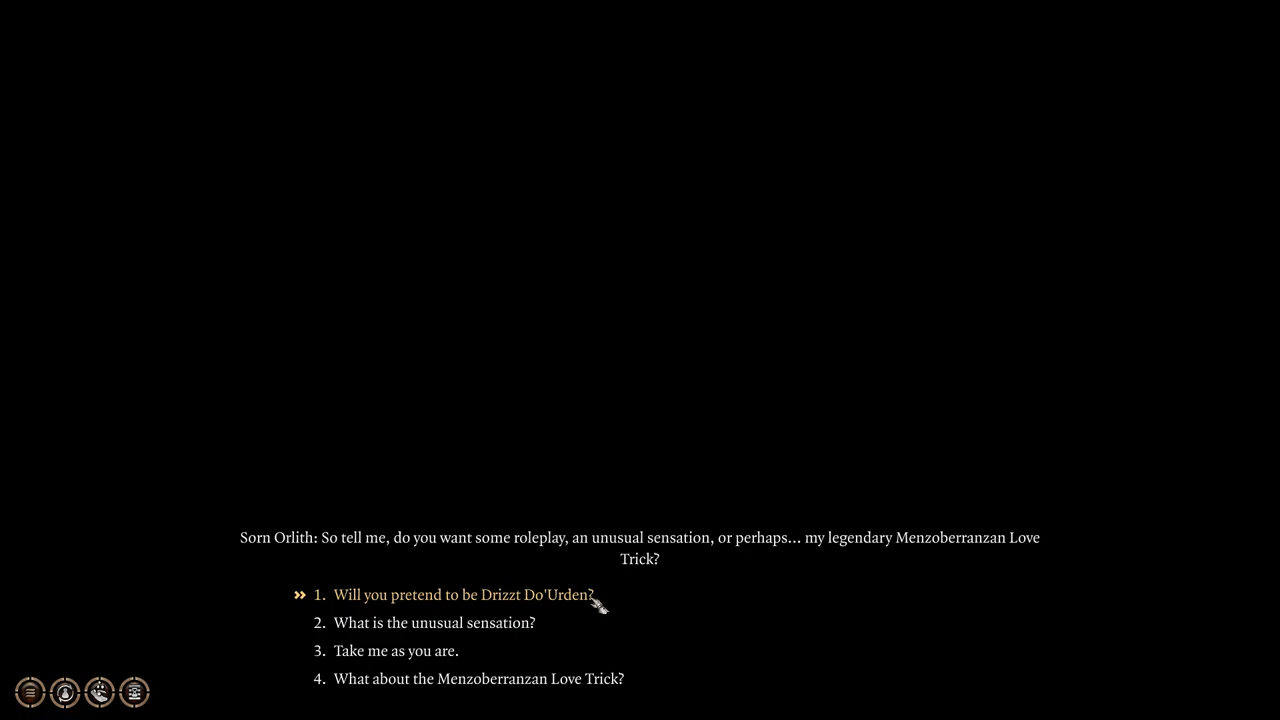 Sorn Orlith: So tell me, do you want some roleplay, an unusual sensation, or perhaps... my legendary Menzoberranzan Love
Trick?
1. Will you pretend to be Drizzt Do'Urden?
2. What is the unusual sensation?
3. Take me as you are.
4. What about the Menzoberranzan Love Trick?